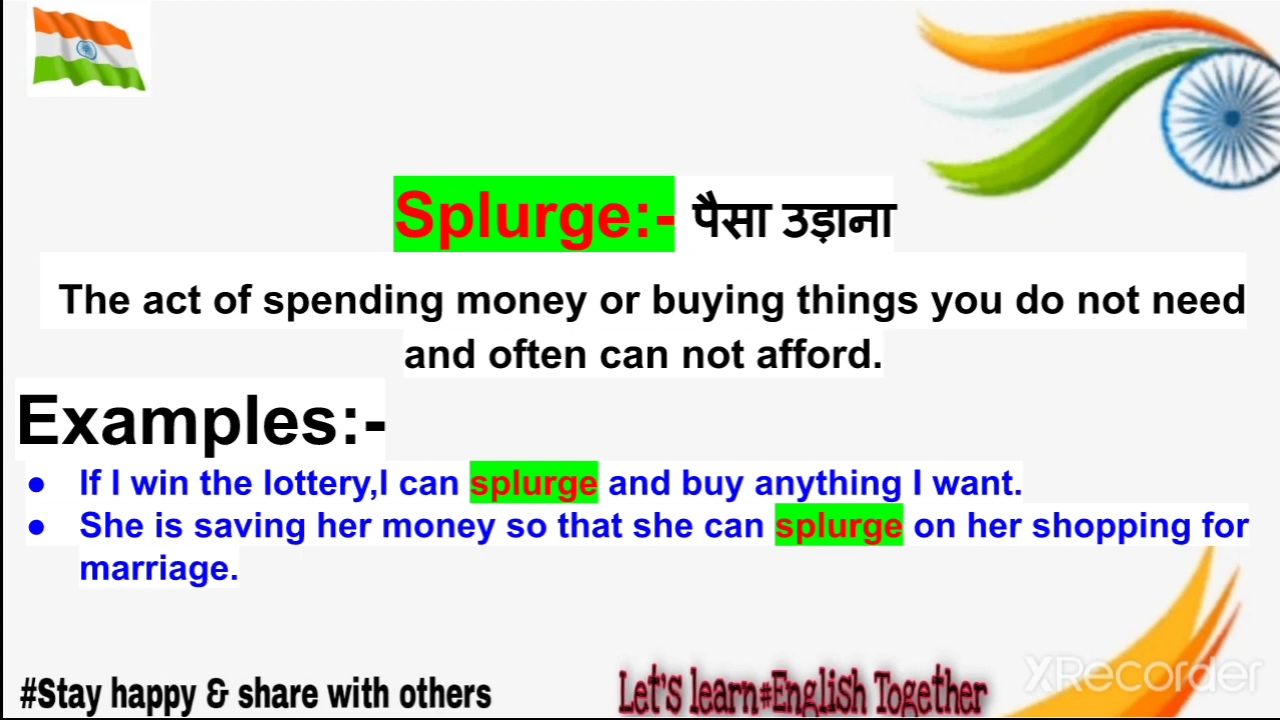 Splurge:- पैसा उड़ाना
The act of spending money or buying things you do not need
and often can not afford.
Examples:-
● If I win the lottery,I can splurge and buy anything I want.
● She is saving her money so that she can splurge on her shopping for
marriage.
#Stay happy & share with others
Let's learn#English Together
XRecorder